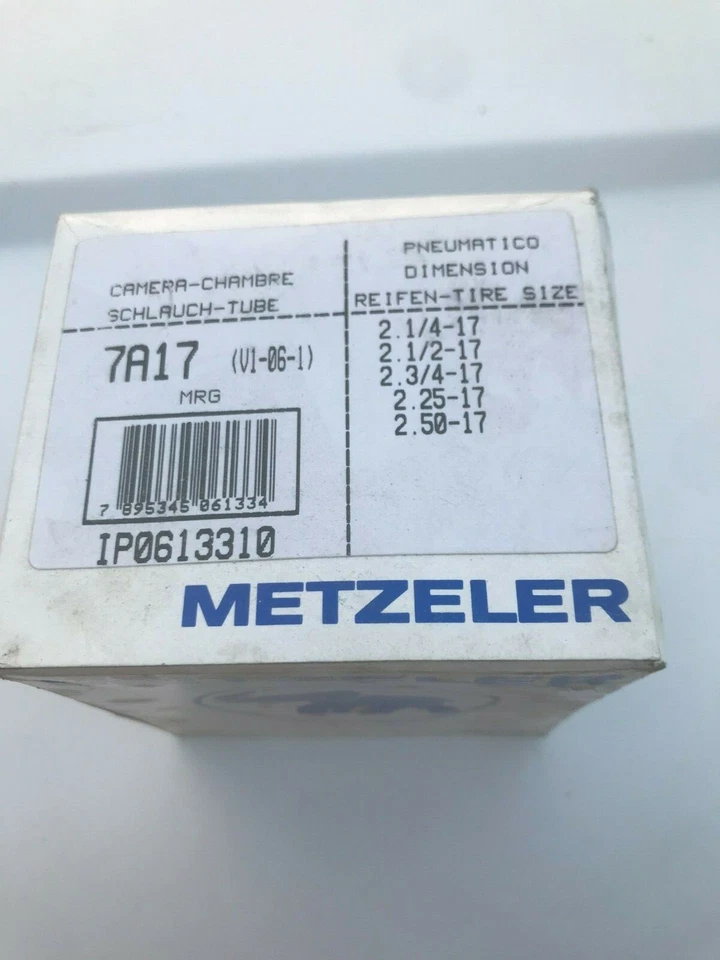 CAMERA-CHAMBRE
SCHLAUCH-TUBE
7A17 (V1-06-1)
MRG
7 895345 061334
IP0613310
PNEUMATICO
DIMENSION
REIFEN-TIRE SIZE
2.1/4-17
2.1/2-17
2.3/4-17
2.25-17
2.50-17
METZELER